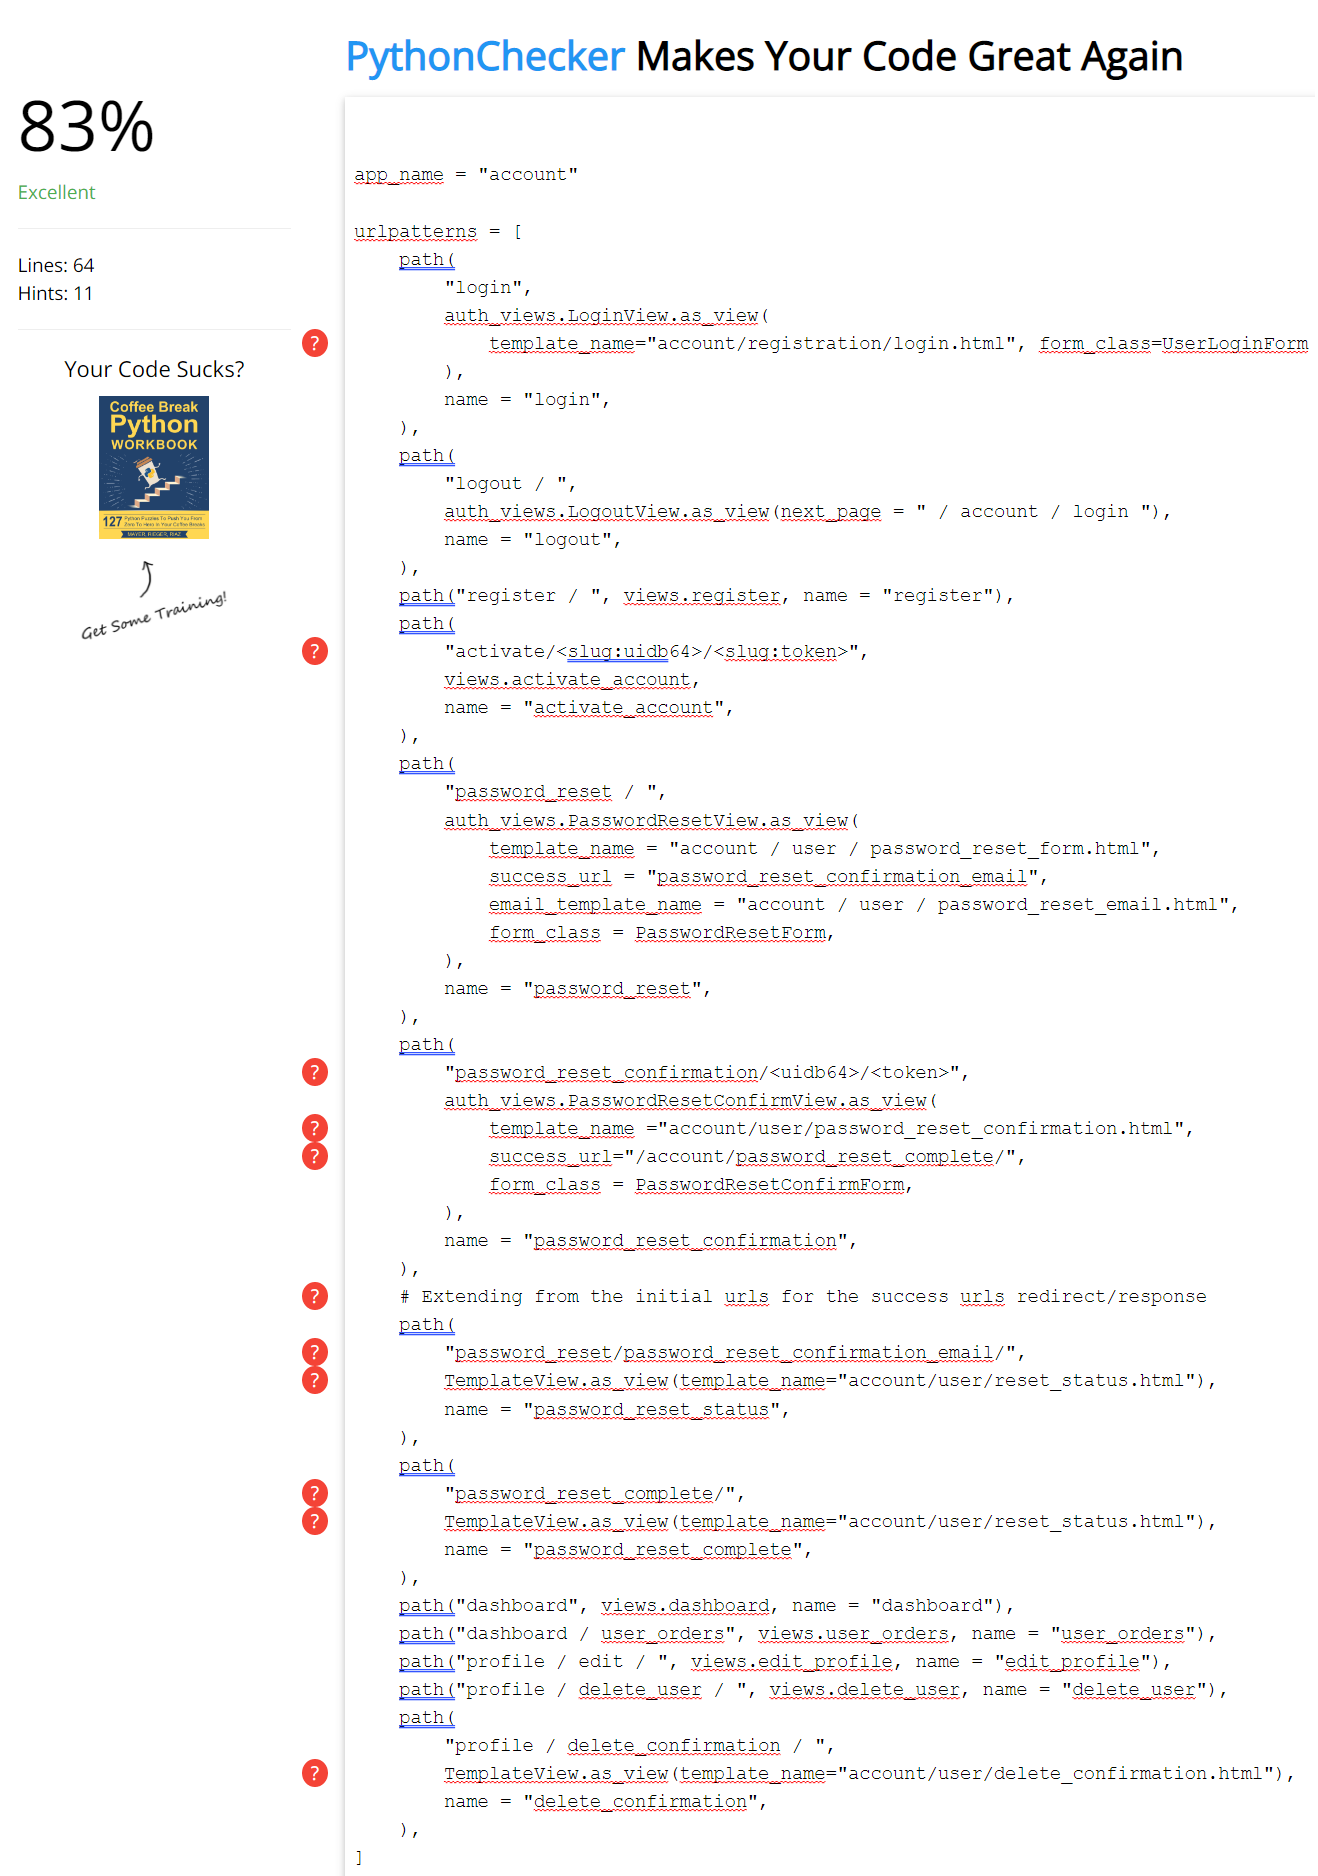 PythonChecker Makes Your Code Great Again
83%
Excellent
Lines: 64
Hints: 11
Your Code Sucks?
Coffee Break
Python
WORKBOOK
127 Python Puzzles To Push You From
Zero To Hero in Your Coffee Breaks
MAYER, RIEGER, RIAZ
Get Some Training!
app_name = "account"
urlpatterns = [
    path(
        "login",
        auth_views.LoginView.as_view(
?
            template_name="account/registration/login.html", form_class=UserLoginForm
        ),
        name = "login",
    ),
    path(
        "logout / ",
        auth_views.LogoutView.as_view(next_page = " / account / login "),
        name = "logout",
    ),
    path("register / ", views.register, name = "register"),
    path(
?
        "activate/<slug:uidb64>/<slug:token>",
        views.activate_account,
        name = "activate_account",
    ),
    path(
        "password_reset / ",
        auth_views.PasswordResetView.as_view(
            template_name = "account / user / password_reset_form.html",
            success_url = "password_reset_confirmation_email",
            email_template_name = "account / user / password_reset_email.html",
            form_class = PasswordResetForm,
        ),
        name = "password_reset",
    ),
    path(
?
        "password_reset_confirmation/<uidb64>/<token>",
        auth_views.PasswordResetConfirmView.as_view(
?
            template_name ="account/user/password_reset_confirmation.html",
?
            success_url="/account/password_reset_complete/",
            form_class = PasswordResetConfirmForm,
        ),
        name = "password_reset_confirmation",
    ),
?
    # Extending from the initial urls for the success urls redirect/response
    path(
?
        "password_reset/password_reset_confirmation_email/",
?
        TemplateView.as_view(template_name="account/user/reset_status.html"),
        name = "password_reset_status",
    ),
    path(
?
        "password_reset_complete/",
?
        TemplateView.as_view(template_name="account/user/reset_status.html"),
        name = "password_reset_complete",
    ),
    path("dashboard", views.dashboard, name = "dashboard"),
    path("dashboard / user_orders", views.user_orders, name = "user_orders"),
    path("profile / edit / ", views.edit_profile, name = "edit_profile"),
    path("profile / delete_user / ", views.delete_user, name = "delete_user"),
    path(
        "profile / delete_confirmation / ",
?
        TemplateView.as_view(template_name="account/user/delete_confirmation.html"),
        name = "delete_confirmation",
    ),
]